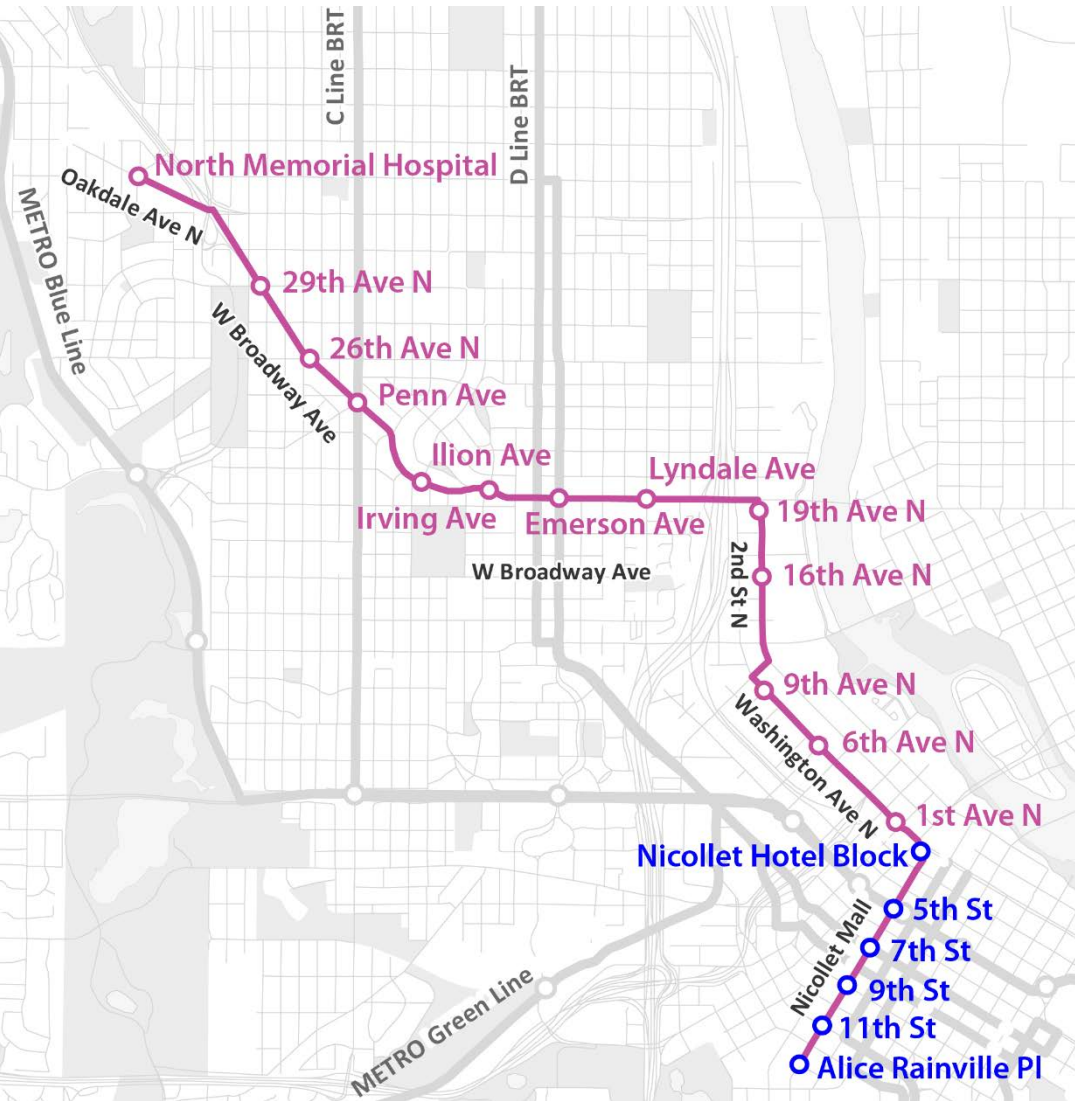 C Line BRT
D Line BRT
North Memorial Hospital
Oakdale Ave N
METRO Blue Line
29th Ave N
W Broadway Ave
26th Ave N
Penn Ave
Ilion Ave
Lyndale Ave
Irving Ave
Emerson Ave
19th Ave N
2nd St N
W Broadway Ave
16th Ave N
9th Ave N
Washington Ave N
6th Ave N
1st Ave N
Nicollet Hotel Block
5th St
Nicollet Mall
7th St
9th St
METRO Green Line
11th St
Alice Rainville Pl